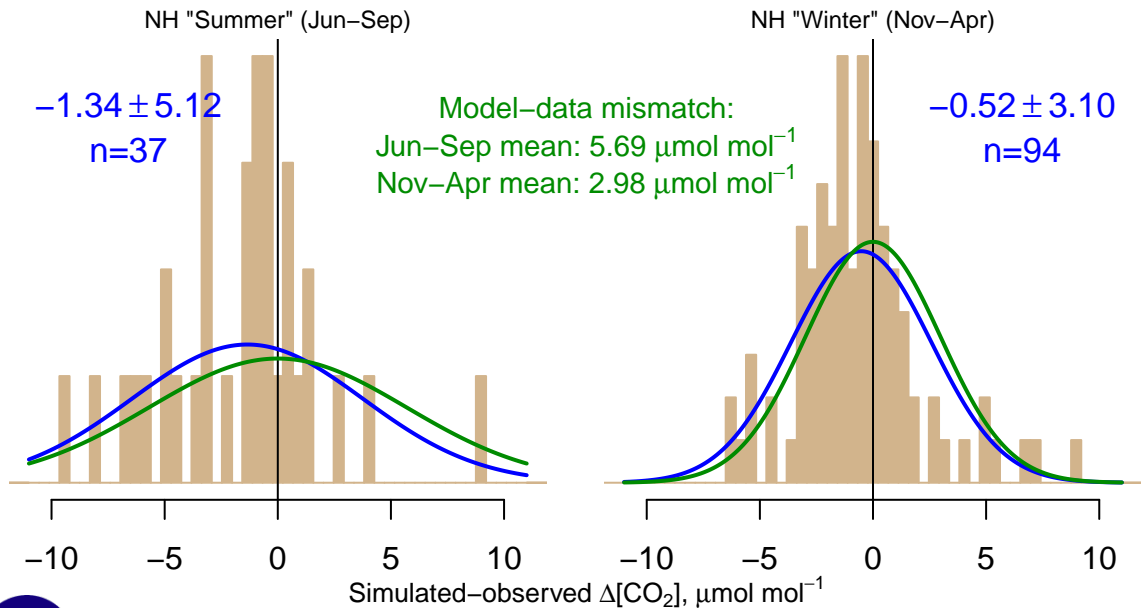 NH "Summer" (Jun−Sep)
NH "Winter" (Nov−Apr)
−1.34 ± 5.12
n=37
Model−data mismatch:
Jun−Sep mean: 5.69 μmol mol⁻¹
Nov−Apr mean: 2.98 μmol mol⁻¹
−0.52 ± 3.10
n=94
−10 −5 0 5 10
−10 −5 0 5 10
Simulated−observed Δ[CO₂], μmol mol⁻¹